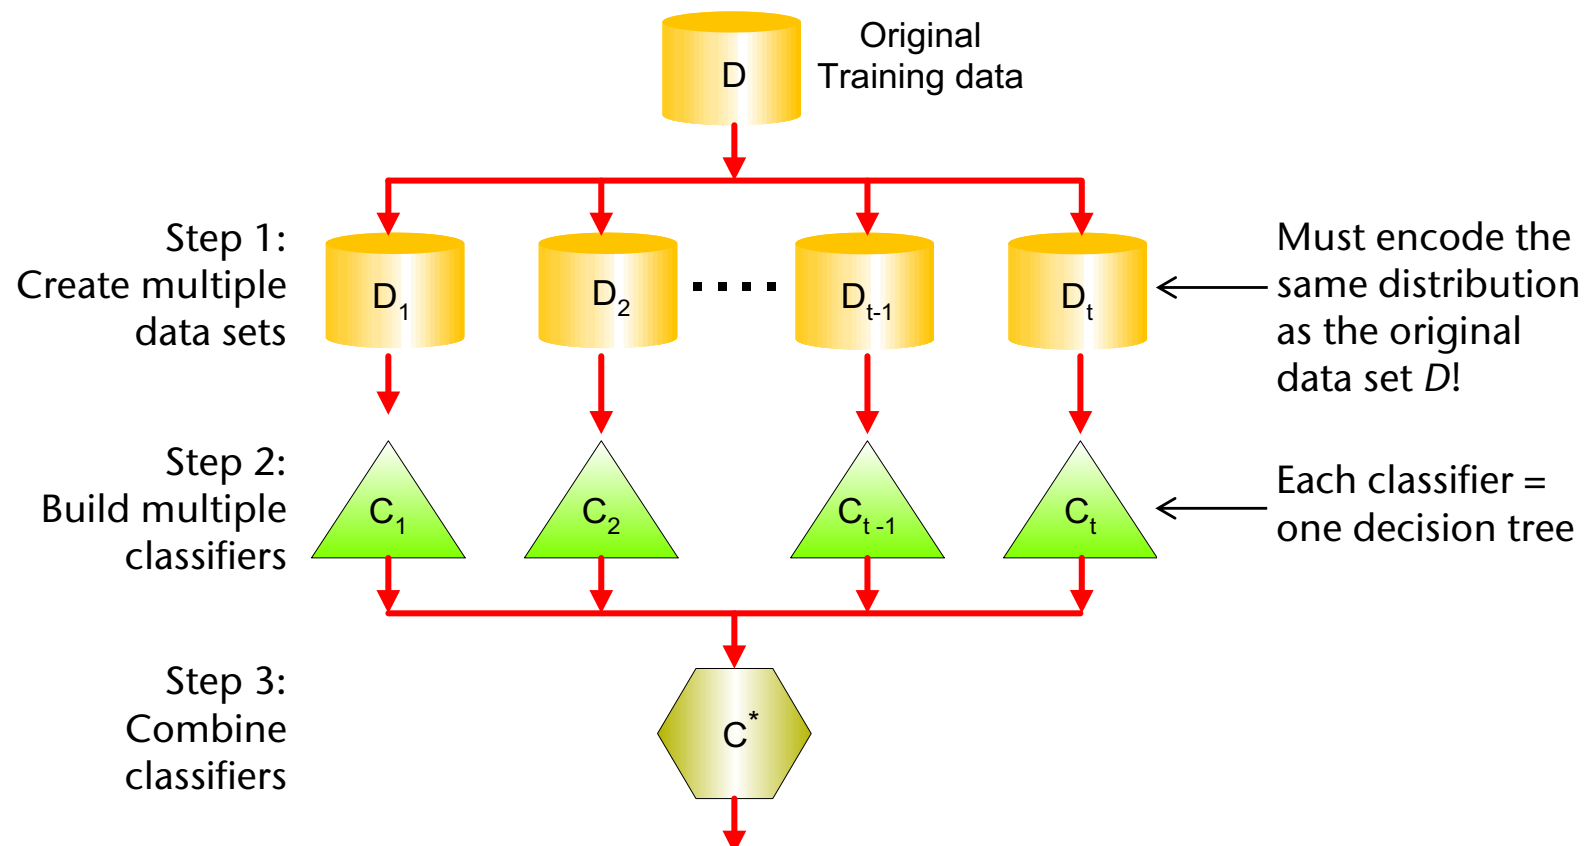 D
Original
Training data
Step 1:
Create multiple
data sets
D1
D2
....
Dt-1
Dt
Must encode the
same distribution
as the original
data set D!
Step 2:
Build multiple
classifiers
C1
C2
Ct -1
Ct
Each classifier =
one decision tree
Step 3:
Combine
classifiers
C*